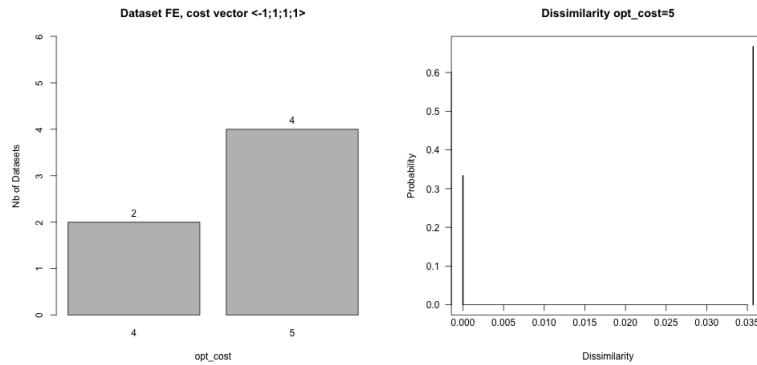 Dataset FE, cost vector <-1;1;1;1>
Nb of Datasets
6
5
4
3
2
1
0
2
4
4
5
opt_cost
Dissimilarity opt_cost=5
Probability
0.6
0.5
0.4
0.3
0.2
0.1
0.0
0.000 0.005 0.010 0.015 0.020 0.025 0.030 0.035
Dissimilarity